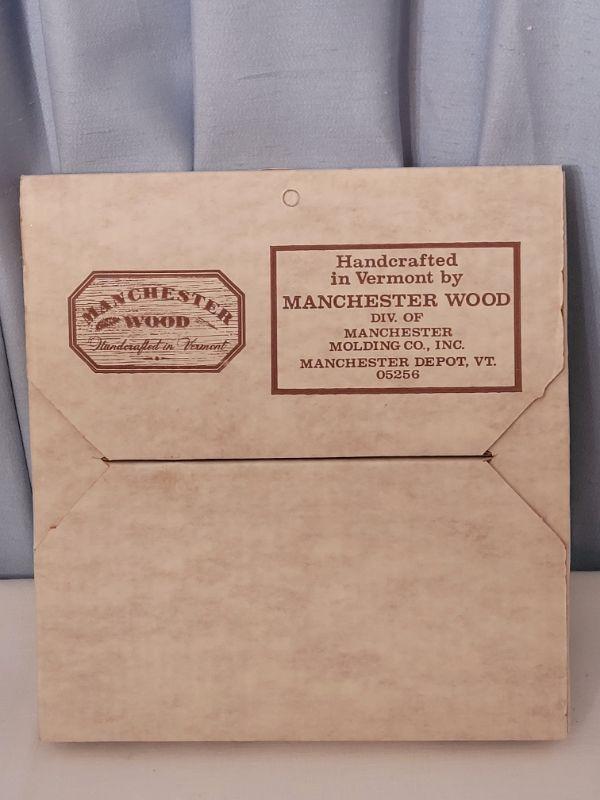 MANCHESTER
WOOD
Handcrafted in Vermont
Handcrafted
in Vermont by
MANCHESTER WOOD
DIV. OF
MANCHESTER
MOLDING CO., INC.
MANCHESTER DEPOT, VT.
05256